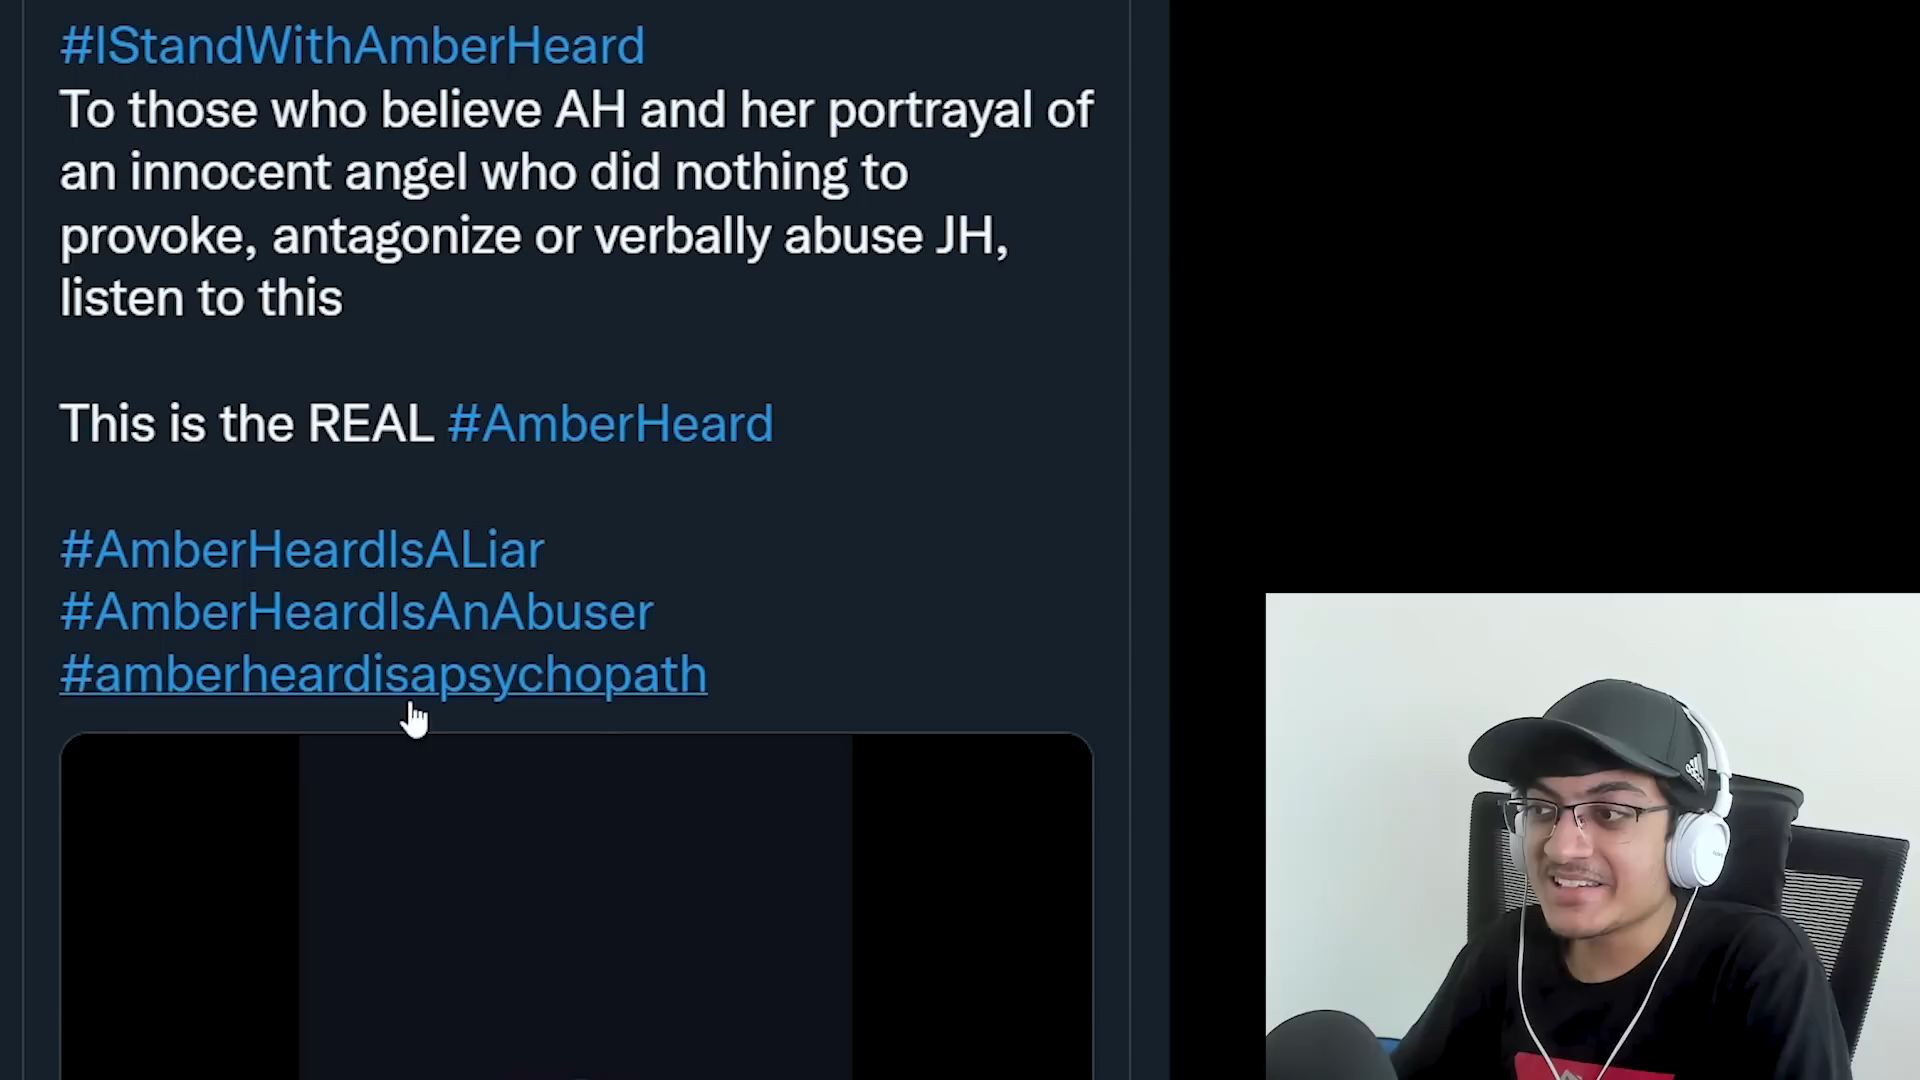 #IStandWithAmberHeard
To those who believe AH and her portrayal of
an innocent angel who did nothing to
provoke, antagonize or verbally abuse JH,
listen to this
This is the REAL #AmberHeard
#AmberHeardIsALiar
#AmberHeardIsAnAbuser
#amberheardisapsychopath